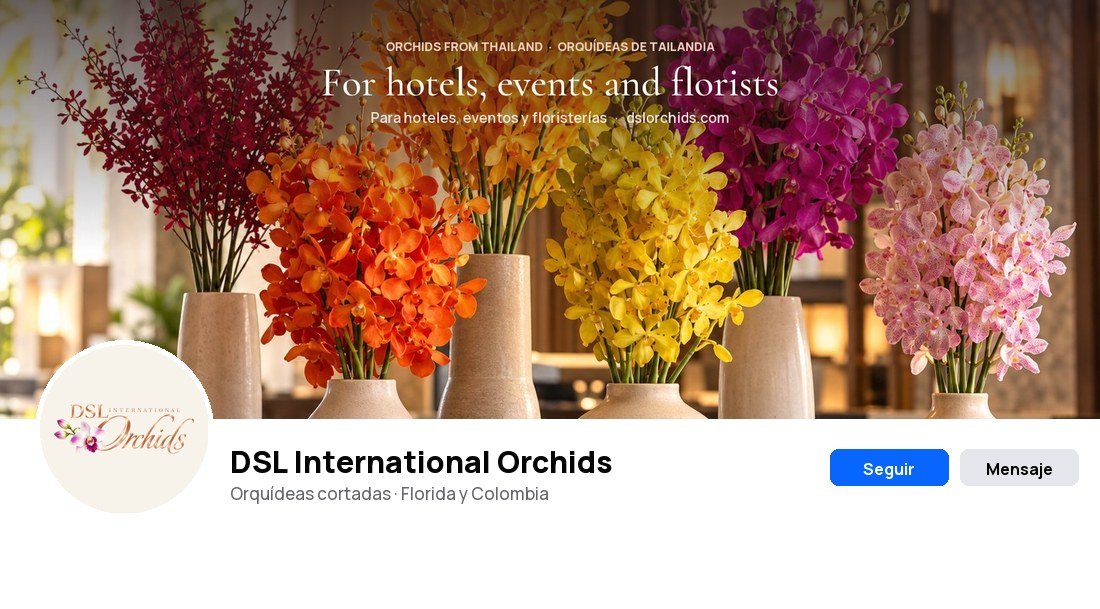 ORCHIDS FROM THAILAND · ORQUÍDEAS DE TAILANDIA
For hotels, events and florists
Para hoteles, eventos y floristerías · dslorchids.com
DSL INTERNATIONAL
Orchids
DSL International Orchids
Orquídeas cortadas · Florida y Colombia
Seguir
Mensaje